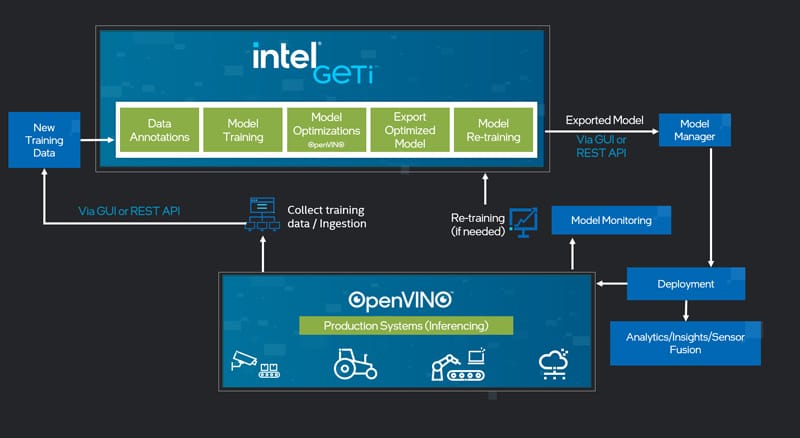 intel®
GETi™
Data
Annotations
Model
Training
Model
Optimizations
OpenVINO
Export
Optimized
Model
Model
Re-training
New
Training
Data
Exported Model
Via GUI or
REST API
Model
Manager
Via GUI or REST API
Collect training
data / Ingestion
Re-training
(if needed)
Model Monitoring
Deployment
OpenVINO™
Production Systems (Inferencing)
Analytics/Insights/Sensor
Fusion